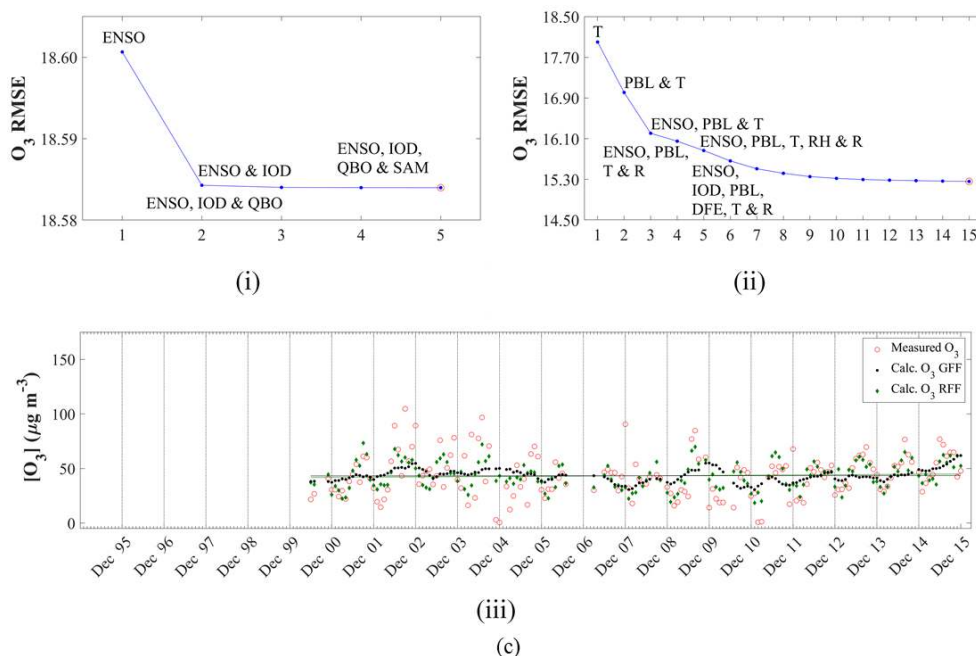 ENSO
18.60
18.59
18.58
O3 RMSE
ENSO & IOD
ENSO, IOD & QBO
ENSO, IOD,
QBO & SAM
1 2 3 4 5
(i)
18.50
17.70
16.90
16.10
15.30
14.50
O3 RMSE
T
PBL & T
ENSO, PBL & T
ENSO, PBL,
T & R
ENSO, PBL, T, RH & R
ENSO,
IOD, PBL,
DFE, T & R
1 2 3 4 5 6 7 8 9 10 11 12 13 14 15
(ii)
150
100
50
0
[O3] (μg m-3)
Measured O3
Calc. O3 GFF
Calc. O3 RFF
Dec 95 Dec 96 Dec 97 Dec 98 Dec 99 Dec 00 Dec 01 Dec 02 Dec 03 Dec 04 Dec 05 Dec 06 Dec 07 Dec 08 Dec 09 Dec 10 Dec 11 Dec 12 Dec 13 Dec 14 Dec 15
(iii)
(c)